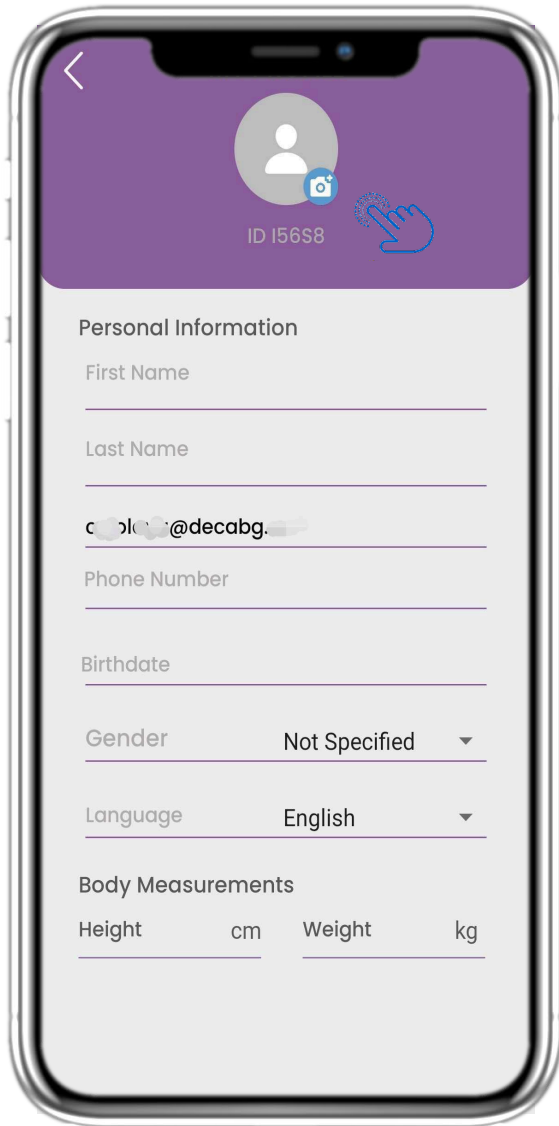 ID I56S8
Personal Information
First Name
Last Name
@decabg.
Phone Number
Birthdate
Gender Not Specified
Language English
Body Measurements
Height cm Weight kg